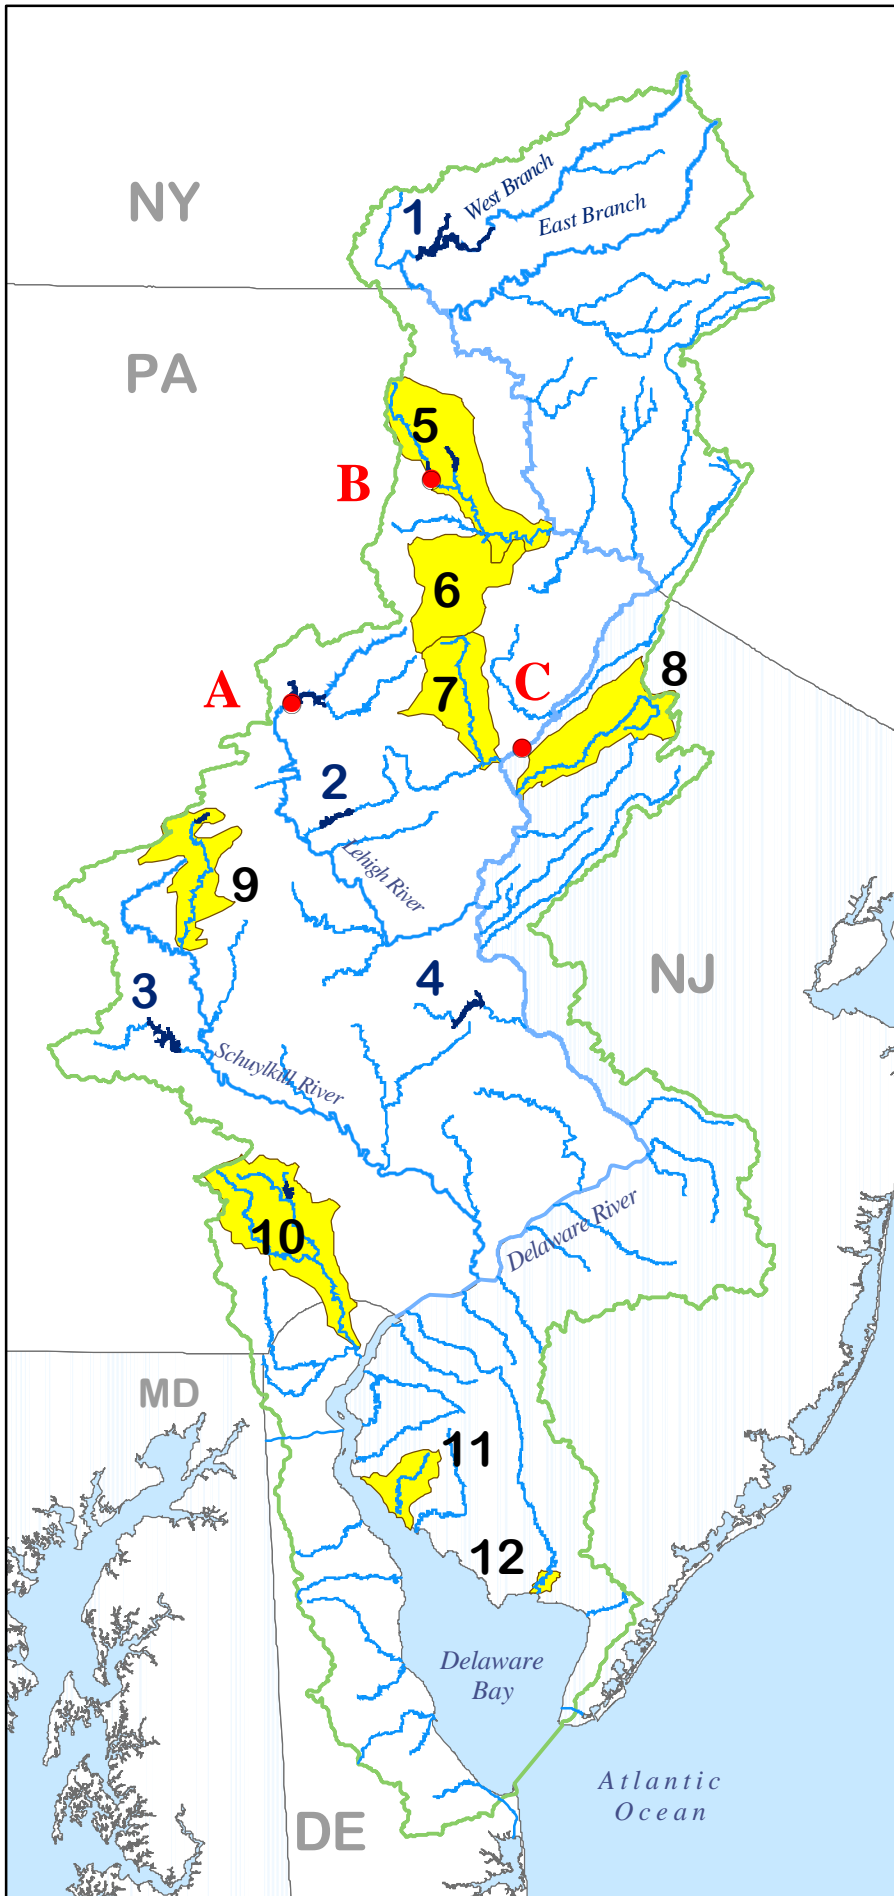 NY
1
West Branch
East Branch
PA
5
B
6
A
7
C
8
2
Lehigh River
9
3
4
NJ
Schuylkill River
10
Delaware River
MD
11
12
Delaware
Bay
Atlantic
Ocean
DE